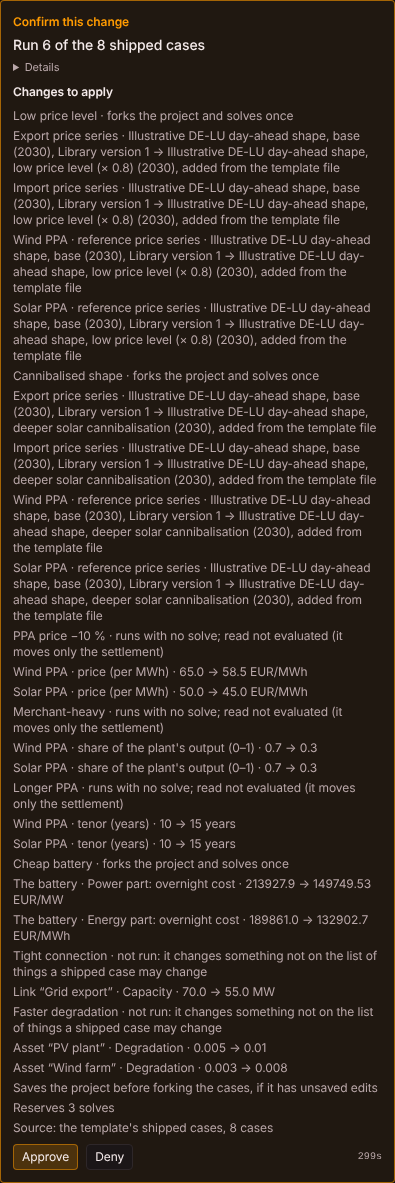 Confirm this change
Run 6 of the 8 shipped cases
▶ Details
Changes to apply
Low price level · forks the project and solves once
Export price series · Illustrative DE-LU day-ahead shape, base
(2030), Library version 1 → Illustrative DE-LU day-ahead shape,
low price level (× 0.8) (2030), added from the template file
Import price series · Illustrative DE-LU day-ahead shape, base
(2030), Library version 1 → Illustrative DE-LU day-ahead shape,
low price level (× 0.8) (2030), added from the template file
Wind PPA · reference price series · Illustrative DE-LU day-ahead
shape, base (2030), Library version 1 → Illustrative DE-LU day-
ahead shape, low price level (× 0.8) (2030), added from the
template file
Solar PPA · reference price series · Illustrative DE-LU day-ahead
shape, base (2030), Library version 1 → Illustrative DE-LU day-
ahead shape, low price level (× 0.8) (2030), added from the
template file
Cannibalised shape · forks the project and solves once
Export price series · Illustrative DE-LU day-ahead shape, base
(2030), Library version 1 → Illustrative DE-LU day-ahead shape,
deeper solar cannibalisation (2030), added from the template file
Import price series · Illustrative DE-LU day-ahead shape, base
(2030), Library version 1 → Illustrative DE-LU day-ahead shape,
deeper solar cannibalisation (2030), added from the template file
Wind PPA · reference price series · Illustrative DE-LU day-ahead
shape, base (2030), Library version 1 → Illustrative DE-LU day-
ahead shape, deeper solar cannibalisation (2030), added from
the template file
Solar PPA · reference price series · Illustrative DE-LU day-ahead
shape, base (2030), Library version 1 → Illustrative DE-LU day-
ahead shape, deeper solar cannibalisation (2030), added from the
template file
PPA price −10 % · runs with no solve; read not evaluated (it
moves only the settlement)
Wind PPA · price (per MWh) · 65.0 → 58.5 EUR/MWh
Solar PPA · price (per MWh) · 50.0 → 45.0 EUR/MWh
Merchant-heavy · runs with no solve; read not evaluated (it
moves only the settlement)
Wind PPA · share of the plant's output (0–1) · 0.7 → 0.3
Solar PPA · share of the plant's output (0–1) · 0.7 → 0.3
Longer PPA · runs with no solve; read not evaluated (it moves
only the settlement)
Wind PPA · tenor (years) · 10 → 15 years
Solar PPA · tenor (years) · 10 → 15 years
Cheap battery · forks the project and solves once
The battery · Power part: overnight cost · 213927.9 → 149749.53
EUR/MW
The battery · Energy part: overnight cost · 189861.0 → 132902.7
EUR/MWh
Tight connection · not run: it changes something not on the list of
things a shipped case may change
Link “Grid export” · Capacity · 70.0 → 55.0 MW
Faster degradation · not run: it changes something not on the list
of things a shipped case may change
Asset “PV plant” · Degradation · 0.005 → 0.01
Asset “Wind farm” · Degradation · 0.003 → 0.008
Saves the project before forking the cases, if it has unsaved edits
Reserves 3 solves
Source: the template's shipped cases, 8 cases
Approve Deny 299s